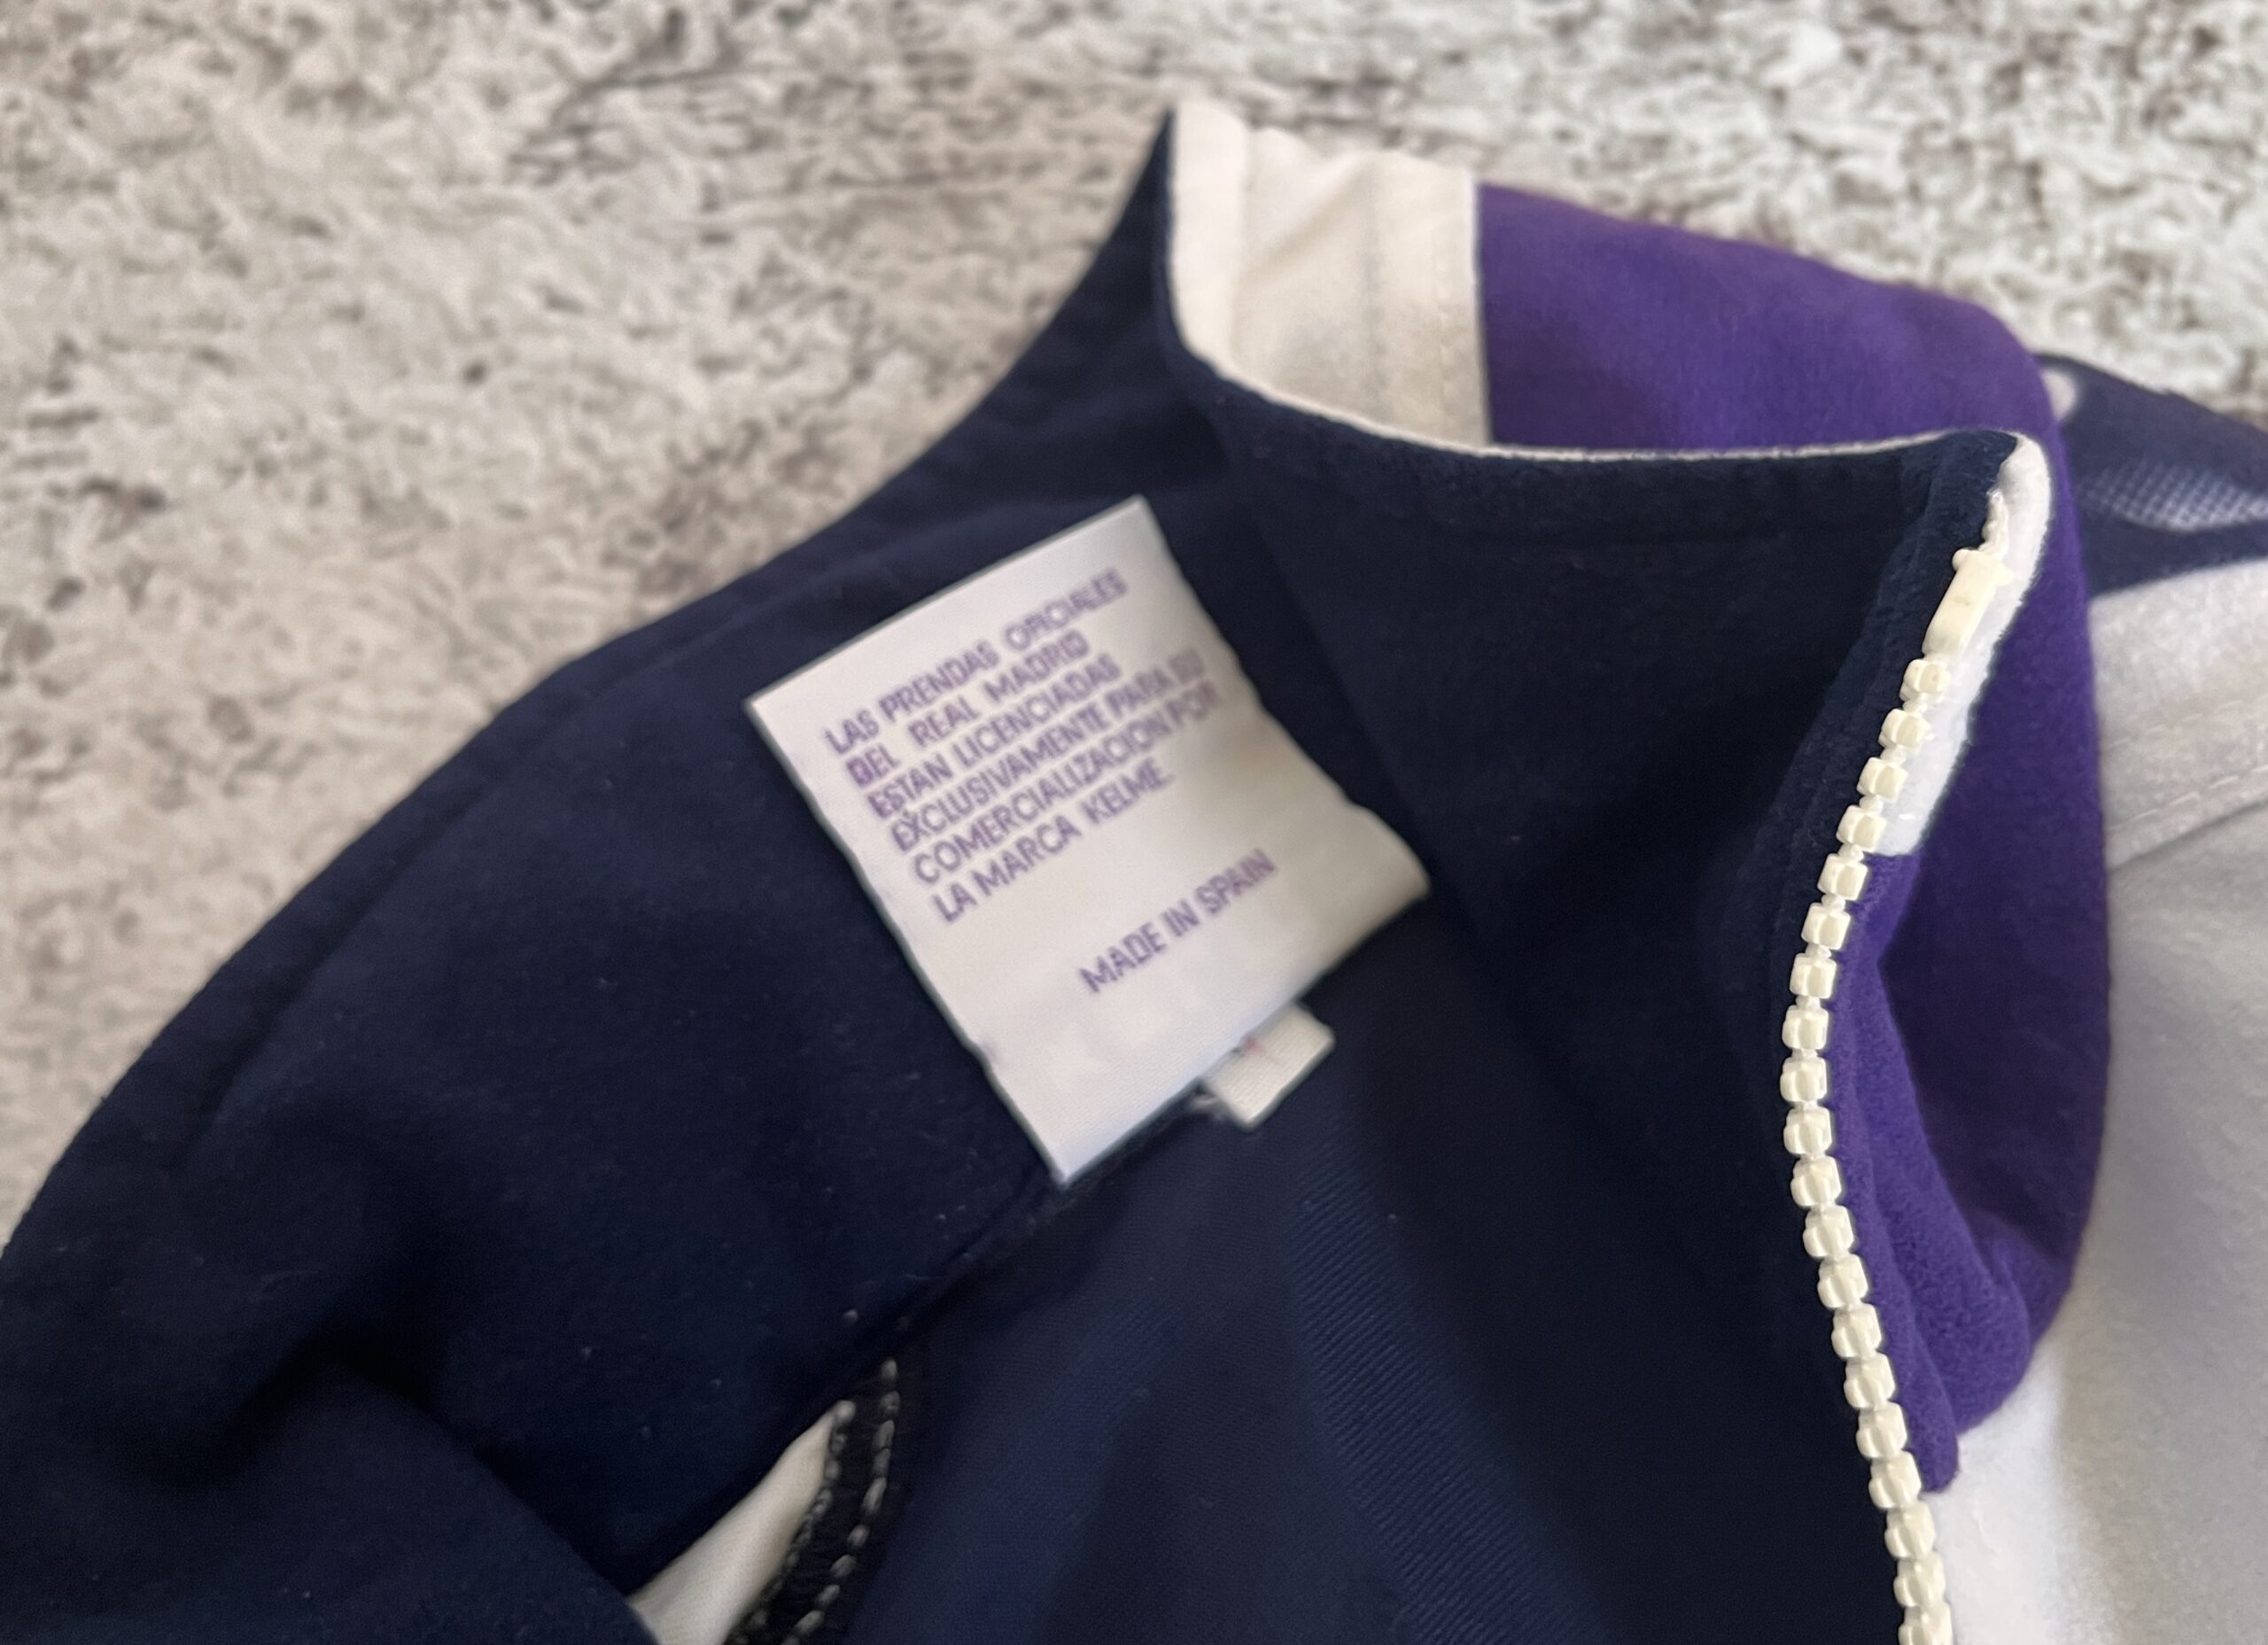 LAS PRENDAS OFICIALES
DEL REAL MADRID
ESTAN LICENCIADAS
EXCLUSIVAMENTE PARA SU
COMERCIALIZACION POR
LA MARCA KELME.
MADE IN SPAIN